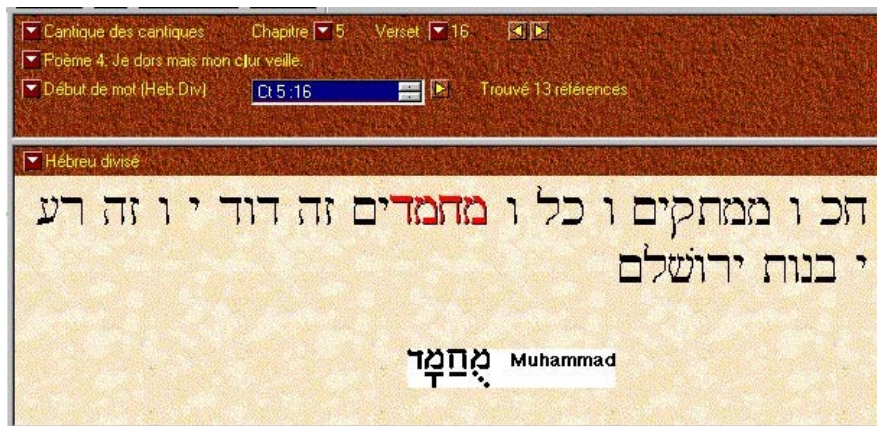 Cantique des cantiques Chapitre 5 Verset 16
Poème 4: Je dors mais mon cļur veille.
Début de mot (Heb Div) Ct 5:16 Trouvé 13 références
Hébreu divisé
חכ ו ממתקים ו כל ו מחמדים זה דוד י ו זה רע
י בנות ירושלם
מֻחַמָד Muhammad